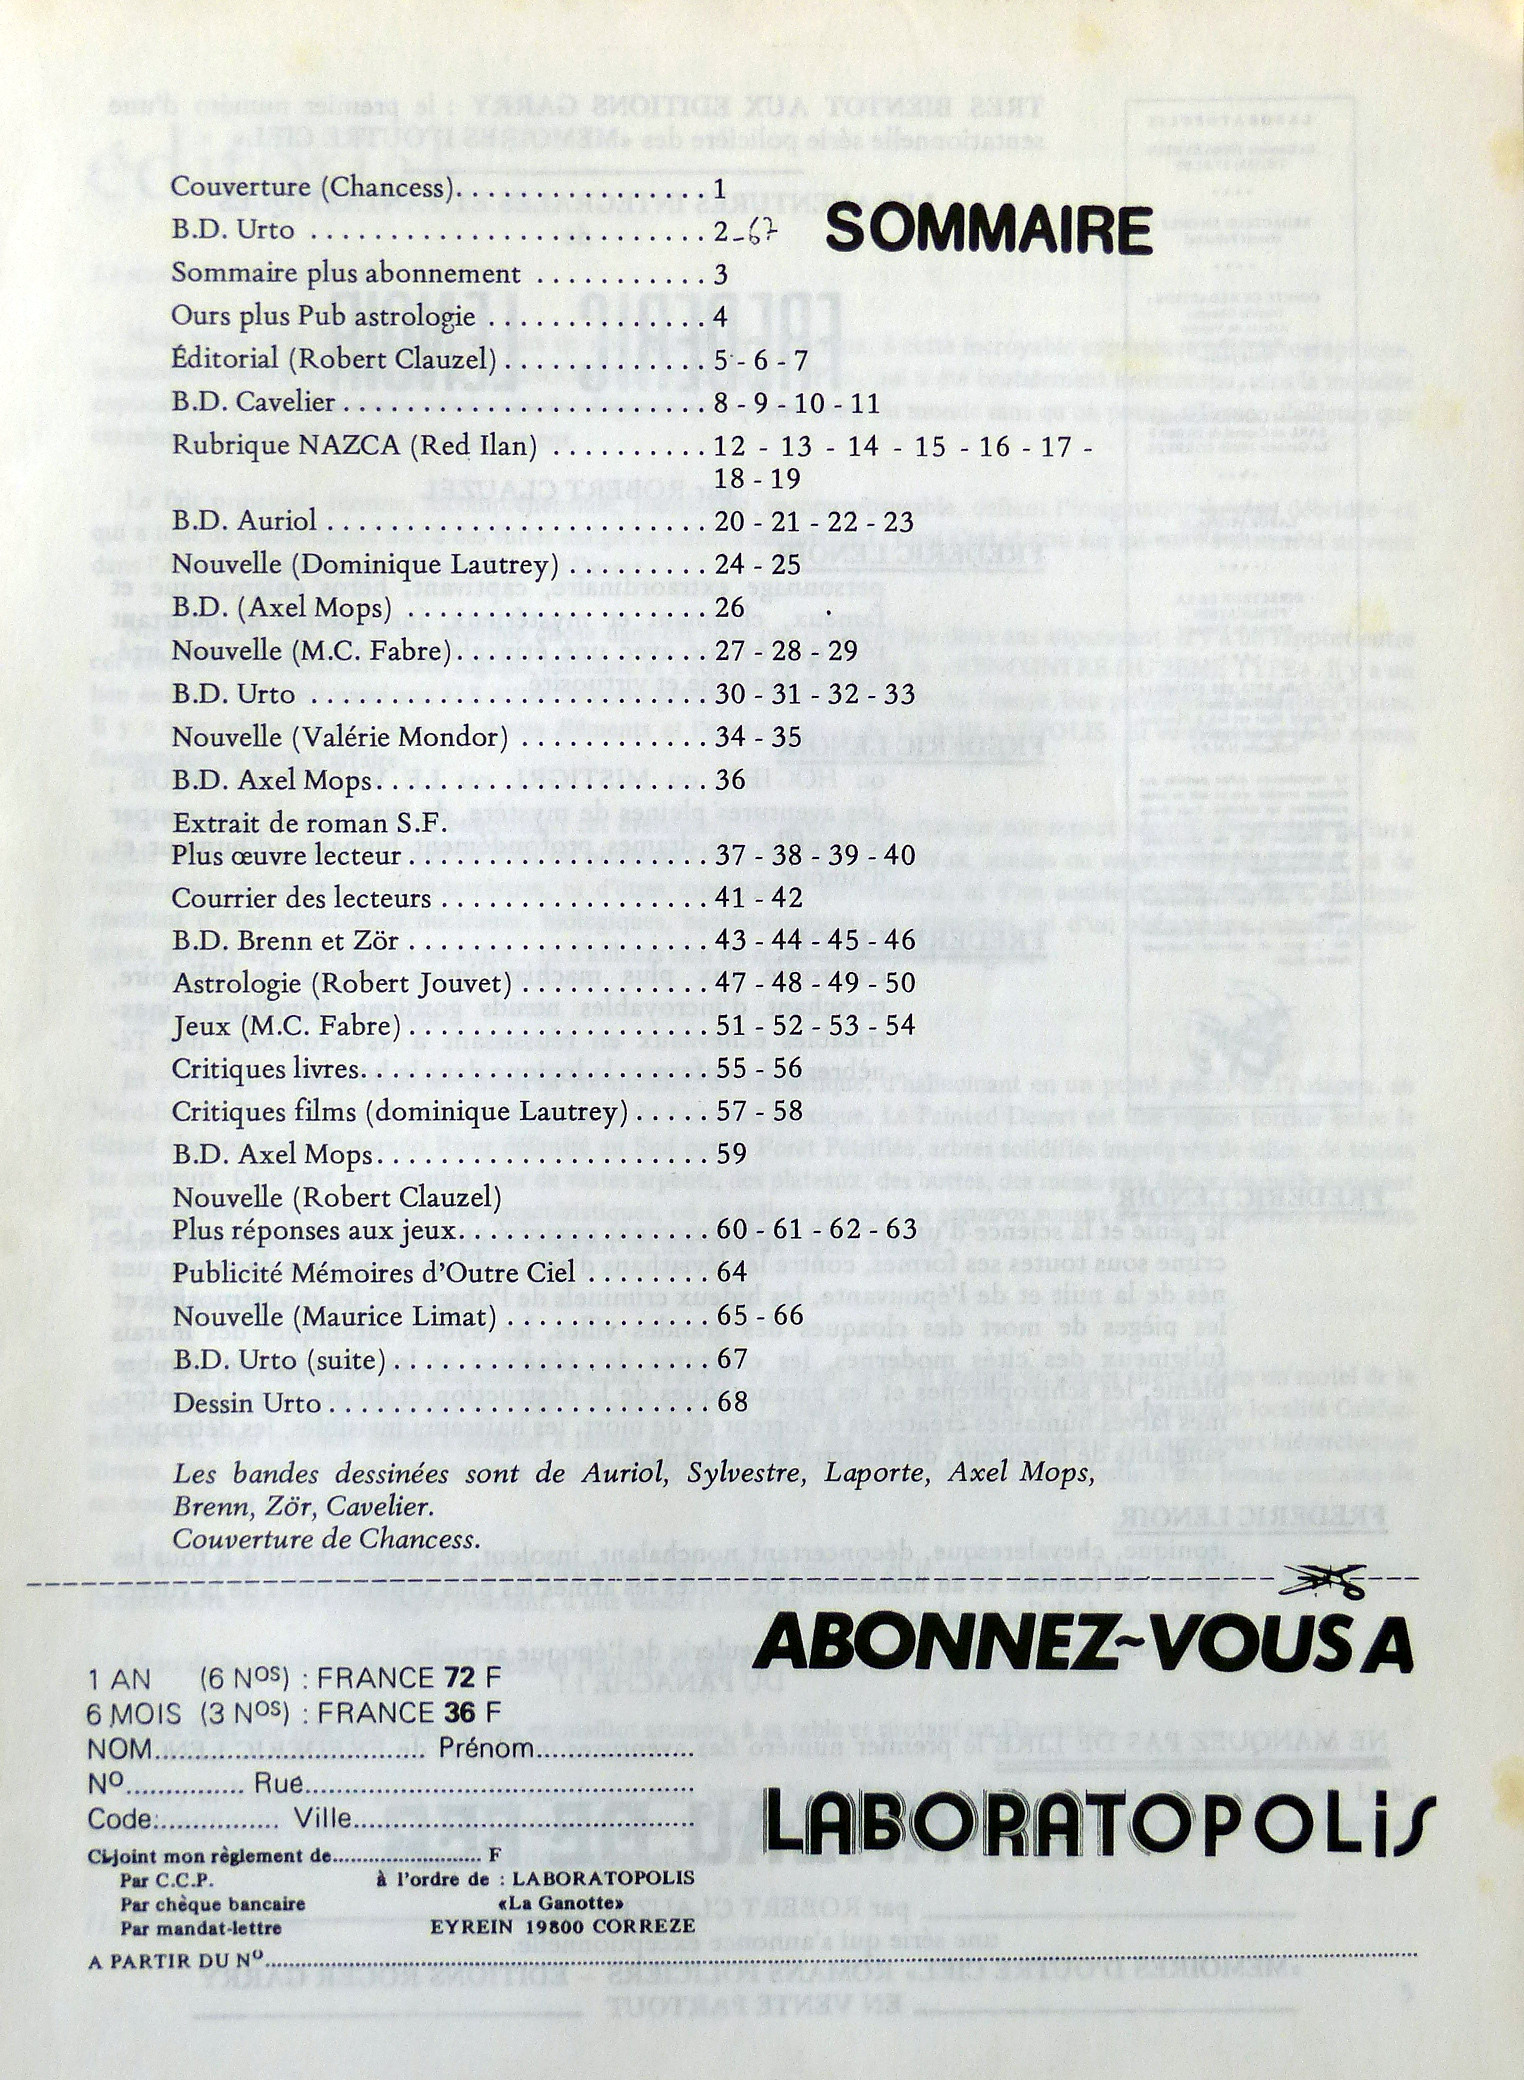 SOMMAIRE
Couverture (Chancess)................1
B.D. Urto .........................2-67
Sommaire plus abonnement ...........3
Ours plus Pub astrologie ..............4
Éditorial (Robert Clauzel).............5 - 6 - 7
B.D. Cavelier.......................8 - 9 - 10 - 11
Rubrique NAZCA (Red Ilan) ..........12 - 13 - 14 - 15 - 16 - 17 -
18 - 19
B.D. Auriol ........................20 - 21 - 22 - 23
Nouvelle (Dominique Lautrey) .........24 - 25
B.D. (Axel Mops) ...................26
Nouvelle (M.C. Fabre)................27 - 28 - 29
B.D. Urto .........................30 - 31 - 32 - 33
Nouvelle (Valérie Mondor) ............34 - 35
B.D. Axel Mops.....................36
Extrait de roman S.F.
Plus œuvre lecteur...................37 - 38 - 39 - 40
Courrier des lecteurs .................41 - 42
B.D. Brenn et Zör ...................43 - 44 - 45 - 46
Astrologie (Robert Jouvet) ............47 - 48 - 49 - 50
Jeux (M.C. Fabre)...................51 - 52 - 53 - 54
Critiques livres......................55 - 56
Critiques films (dominique Lautrey).....57 - 58
B.D. Axel Mops.....................59
Nouvelle (Robert Clauzel)
Plus réponses aux jeux................60 - 61 - 62 - 63
Publicité Mémoires d'Outre Ciel ........64
Nouvelle (Maurice Limat) .............65 - 66
B.D. Urto (suite)....................67
Dessin Urto ........................68
Les bandes dessinées sont de Auriol, Sylvestre, Laporte, Axel Mops,
Brenn, Zör, Cavelier.
Couverture de Chancess.
ABONNEZ~VOUS A
LABORATOPOLiS
1 AN (6 NOS) : FRANCE 72 F
6 MOIS (3 NOS) : FRANCE 36 F
NOM................................ Prénom...................
No.............. Rue..............................................
Code:.............. Ville........................................
Ci-joint mon règlement de........................ F
Par C.C.P. à l'ordre de : LABORATOPOLIS
Par chèque bancaire «La Ganotte»
Par mandat-lettre EYREIN 19800 CORREZE
A PARTIR DU No..............................................................